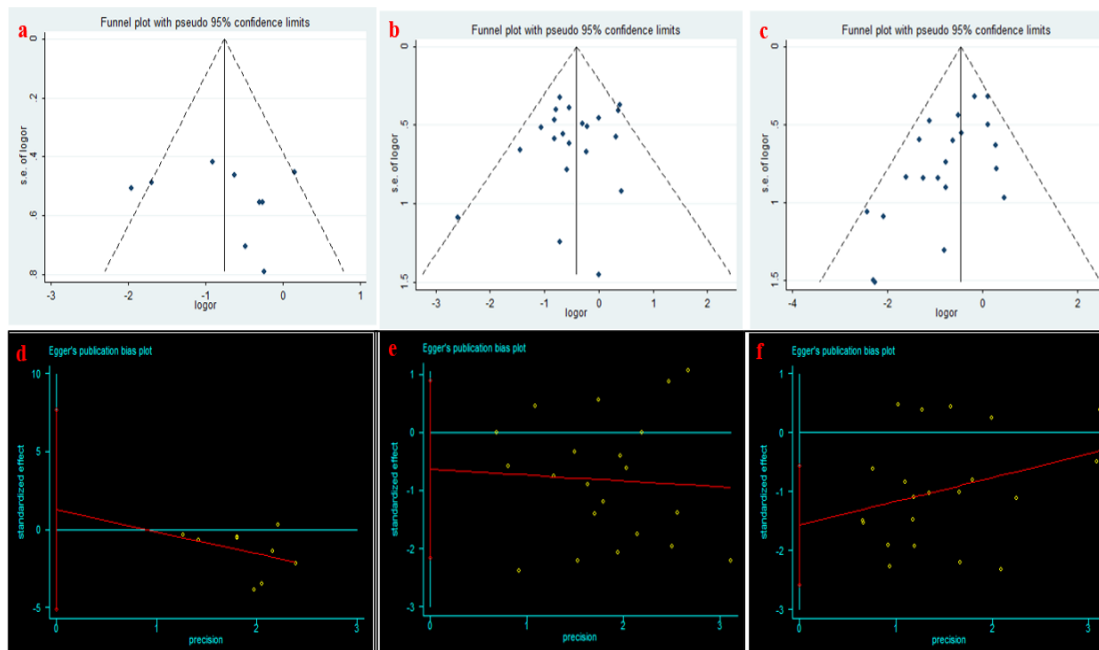 a
Funnel plot with pseudo 95% confidence limits
s.e. of logor
0
.2
.4
.6
.8
-3
-2
-1
0
1
logor
b
Funnel plot with pseudo 95% confidence limits
s.e. of logor
0
.5
1
1.5
-3
-2
-1
0
1
2
logor
c
Funnel plot with pseudo 95% confidence limits
s.e. of logor
0
.5
1
1.5
-4
-2
0
2
logor
d
Egger's publication bias plot
standardized effect
10
5
0
-5
0
1
2
3
precision
e
Egger's publication bias plot
standardized effect
1
0
-1
-2
-3
0
1
2
3
precision
f
Egger's publication bias plot
standardized effect
1
0
-1
-2
-3
0
1
2
3
precision